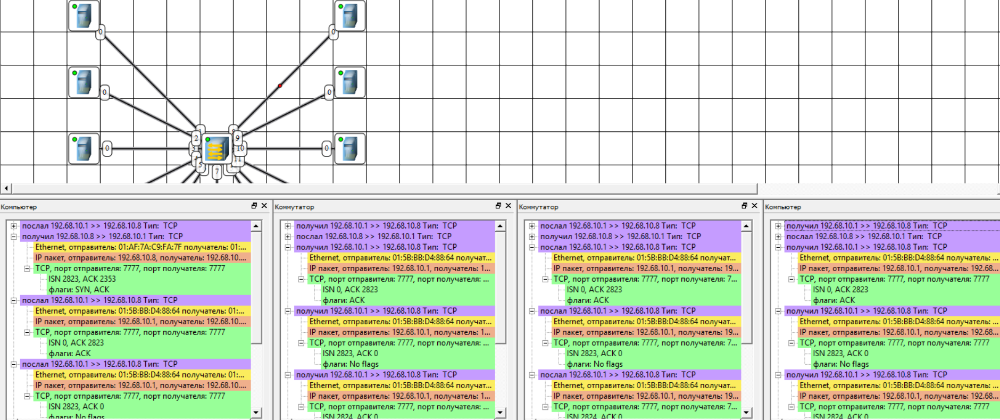 0
0
0
0
2
9
0
3
10
0
4
11
5
7
Компьютер
послал 192.68.10.1 >> 192.68.10.8 Тип: TCP
получил 192.68.10.8 >> 192.68.10.1 Тип: TCP
Ethernet, отправитель: 01:AF:7A:C9:FA:7F получатель: 01:...
IP пакет, отправитель: 192.68.10.8, получатель: 192.68.10....
TCP, порт отправителя: 7777, порт получателя: 7777
ISN 2823, ACK 2353
флаги: SYN, ACK
послал 192.68.10.1 >> 192.68.10.8 Тип: TCP
Ethernet, отправитель: 01:5B:BB:D4:88:64 получатель: 01:...
IP пакет, отправитель: 192.68.10.1, получатель: 192.68.10....
TCP, порт отправителя: 7777, порт получателя: 7777
ISN 0, ACK 2823
флаги: ACK
послал 192.68.10.1 >> 192.68.10.8 Тип: TCP
Ethernet, отправитель: 01:5B:BB:D4:88:64 получатель: 01:...
IP пакет, отправитель: 192.68.10.1, получатель: 192.68.10....
TCP, порт отправителя: 7777, порт получателя: 7777
ISN 2823, ACK 0
флаги: No flags
Коммутатор
получил 192.68.10.1 >> 192.68.10.8 Тип: TCP
послал 192.68.10.8 >> 192.68.10.1 Тип: TCP
получил 192.68.10.1 >> 192.68.10.8 Тип: TCP
Ethernet, отправитель: 01:5B:BB:D4:88:64 получат...
IP пакет, отправитель: 192.68.10.1, получатель: 1...
TCP, порт отправителя: 7777, порт получателя: ...
ISN 0, ACK 2823
флаги: ACK
получил 192.68.10.1 >> 192.68.10.8 Тип: TCP
Ethernet, отправитель: 01:5B:BB:D4:88:64 получат...
IP пакет, отправитель: 192.68.10.1, получатель: 1...
TCP, порт отправителя: 7777, порт получателя: ...
ISN 2823, ACK 0
флаги: No flags
получил 192.68.10.1 >> 192.68.10.8 Тип: TCP
Ethernet, отправитель: 01:5B:BB:D4:88:64 получат...
IP пакет, отправитель: 192.68.10.1, получатель: 1...
TCP, порт отправителя: 7777, порт получателя: ...
ISN 2824, ACK 0
Коммутатор
послал 192.68.10.1 >> 192.68.10.8 Тип: TCP
получил 192.68.10.8 >> 192.68.10.1 Тип: TCP
послал 192.68.10.1 >> 192.68.10.8 Тип: TCP
Ethernet, отправитель: 01:5B:BB:D4:88:64 получат...
IP пакет, отправитель: 192.68.10.1, получатель: 19...
TCP, порт отправителя: 7777, порт получателя: 7...
ISN 0, ACK 2823
флаги: ACK
послал 192.68.10.1 >> 192.68.10.8 Тип: TCP
Ethernet, отправитель: 01:5B:BB:D4:88:64 получат...
IP пакет, отправитель: 192.68.10.1, получатель: 19...
TCP, порт отправителя: 7777, порт получателя: 7...
ISN 2823, ACK 0
флаги: No flags
послал 192.68.10.1 >> 192.68.10.8 Тип: TCP
Ethernet, отправитель: 01:5B:BB:D4:88:64 получат...
IP пакет, отправитель: 192.68.10.1, получатель: 19...
TCP, порт отправителя: 7777, порт получателя: 7...
ISN 2824, ACK 0
Компьютер
получил 192.68.10.1 >> 192.68.10.8 Тип: TCP
послал 192.68.10.8 >> 192.68.10.1 Тип: TCP
получил 192.68.10.1 >> 192.68.10.8 Тип: TCP
Ethernet, отправитель: 01:5B:BB:D4:88:64 получатель: ...
IP пакет, отправитель: 192.68.10.1, получатель: 192.68...
TCP, порт отправителя: 7777, порт получателя: 7777
ISN 0, ACK 2823
флаги: ACK
получил 192.68.10.1 >> 192.68.10.8 Тип: TCP
Ethernet, отправитель: 01:5B:BB:D4:88:64 получатель: ...
IP пакет, отправитель: 192.68.10.1, получатель: 192.68...
TCP, порт отправителя: 7777, порт получателя: 7777
ISN 2823, ACK 0
флаги: No flags
получил 192.68.10.1 >> 192.68.10.8 Тип: TCP
Ethernet, отправитель: 01:5B:BB:D4:88:64 получатель: ...
IP пакет, отправитель: 192.68.10.1, получатель: 192.68...
TCP, порт отправителя: 7777, порт получателя: 7777
ISN 2824, ACK 0